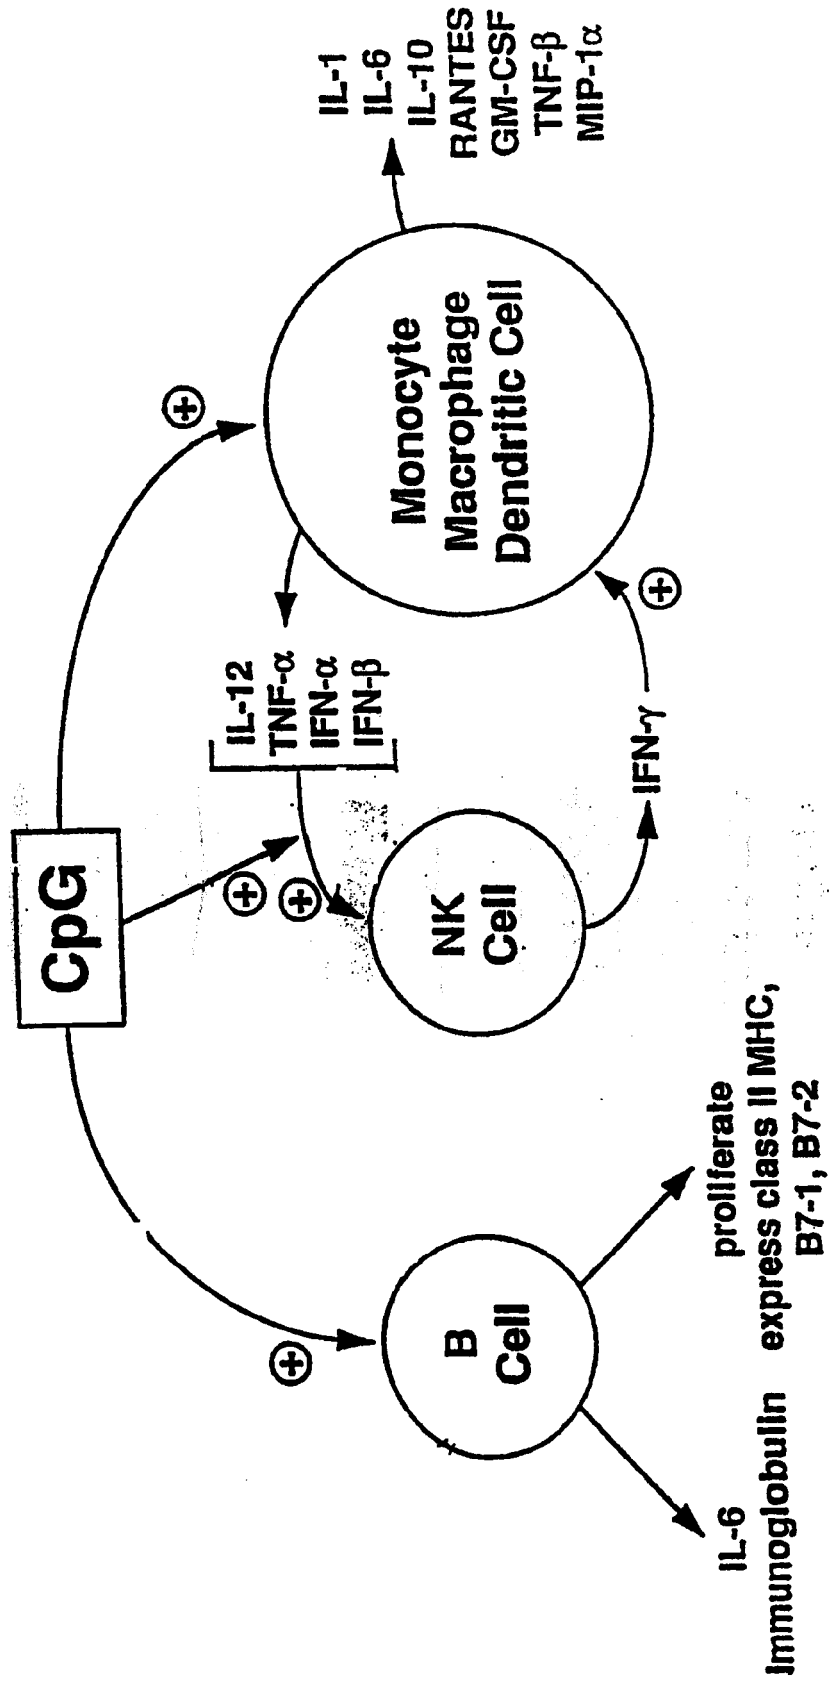 CpG
⊕
⊕
⊕
⊕
IL-12
TNF-α
IFN-α
IFN-β
IL-1
IL-6
IL-10
RANTES
GM-CSF
TNF-β
MIP-1α
B
Cell
NK
Cell
Monocyte
Macrophage
Dendritic Cell
IFN-γ
⊕
IL-6
Immunoglobulin
proliferate
express class II MHC,
B7-1, B7-2